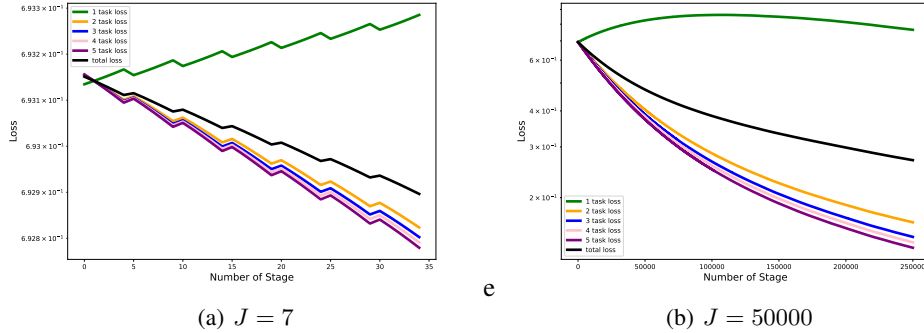 6.933 × 10⁻¹
6.932 × 10⁻¹
6.931 × 10⁻¹
6.93 × 10⁻¹
6.929 × 10⁻¹
6.928 × 10⁻¹
Loss
1 task loss
2 task loss
3 task loss
4 task loss
5 task loss
total loss
0 5 10 15 20 25 30 35
Number of Stage
(a) J = 7
e
6 × 10⁻¹
4 × 10⁻¹
3 × 10⁻¹
2 × 10⁻¹
Loss
1 task loss
2 task loss
3 task loss
4 task loss
5 task loss
total loss
0 50000 100000 150000 200000 250000
Number of Stage
(b) J = 50000